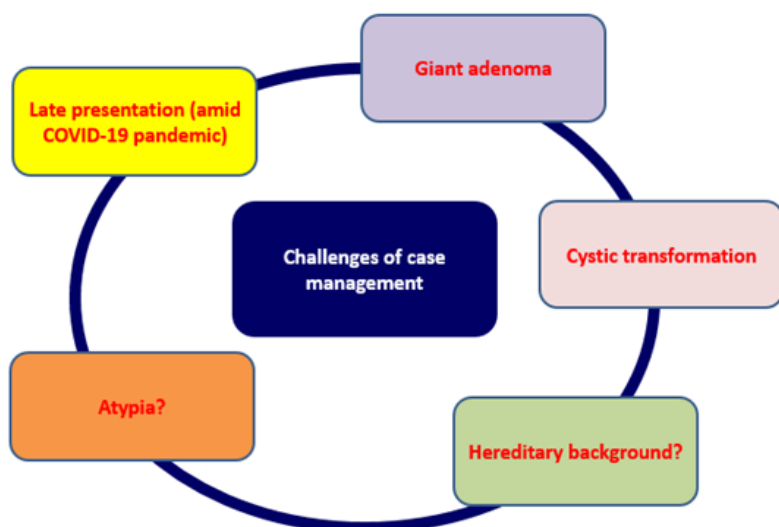 Giant adenoma
Late presentation (amid
COVID-19 pandemic)
Cystic transformation
Challenges of case
management
Atypia?
Hereditary background?